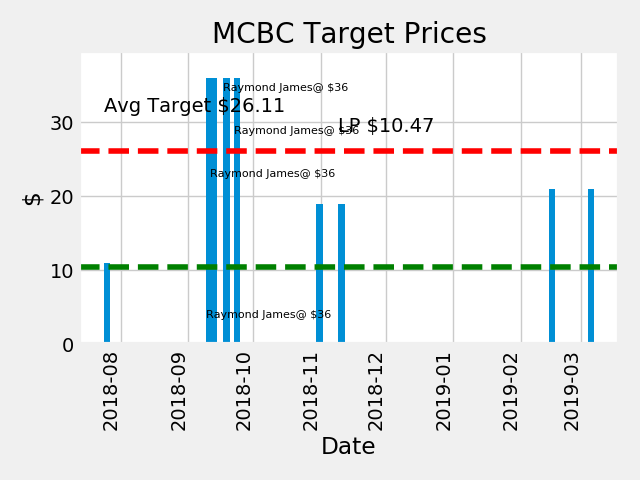 MCBC Target Prices
Raymond James@ $36
Avg Target $26.11
LP $10.47
Raymond James@ $36
Raymond James@ $36
Raymond James@ $36
$
30
20
10
0
2018-08
2018-09
2018-10
2018-11
2018-12
2019-01
2019-02
2019-03
Date